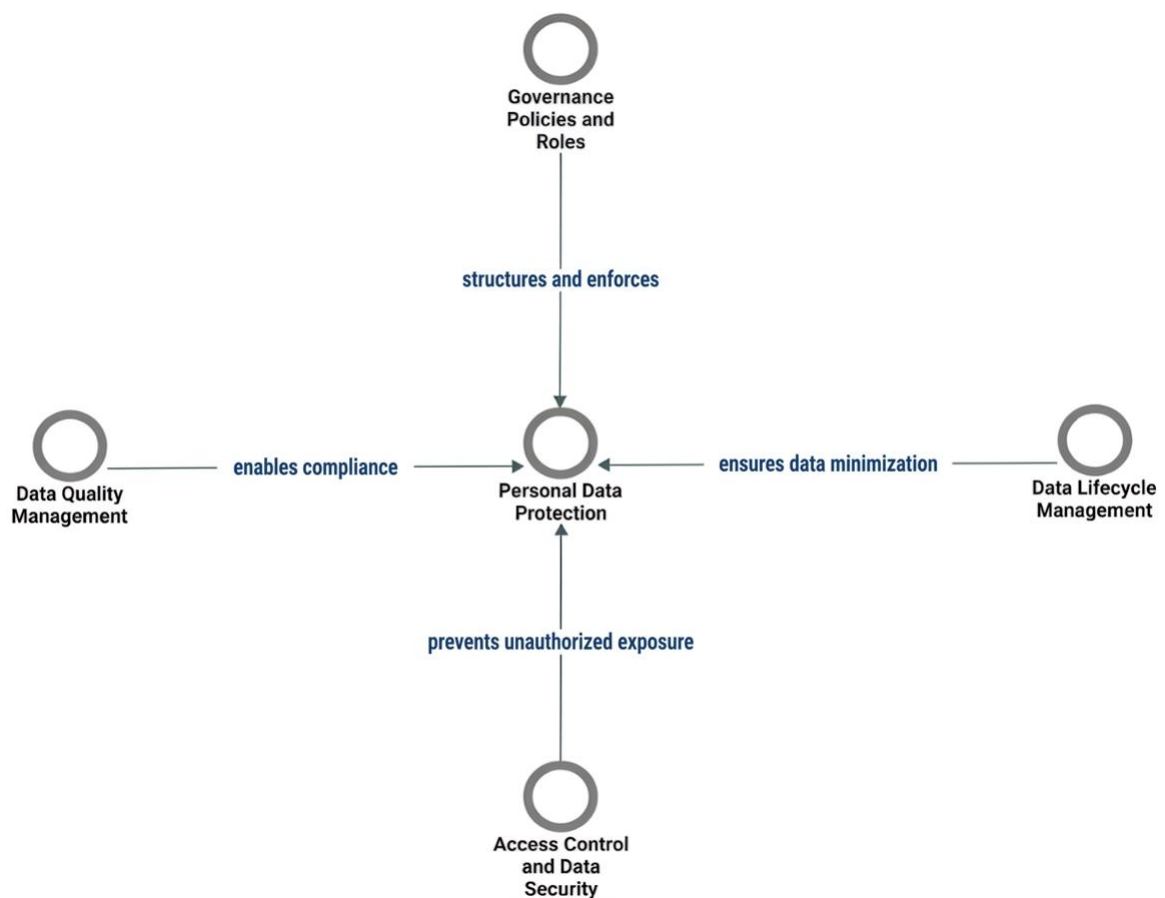 Governance
Policies and
Roles
structures and enforces
Data Quality
Management
enables compliance
Personal Data
Protection
ensures data minimization
Data Lifecycle
Management
prevents unauthorized exposure
Access Control
and Data
Security